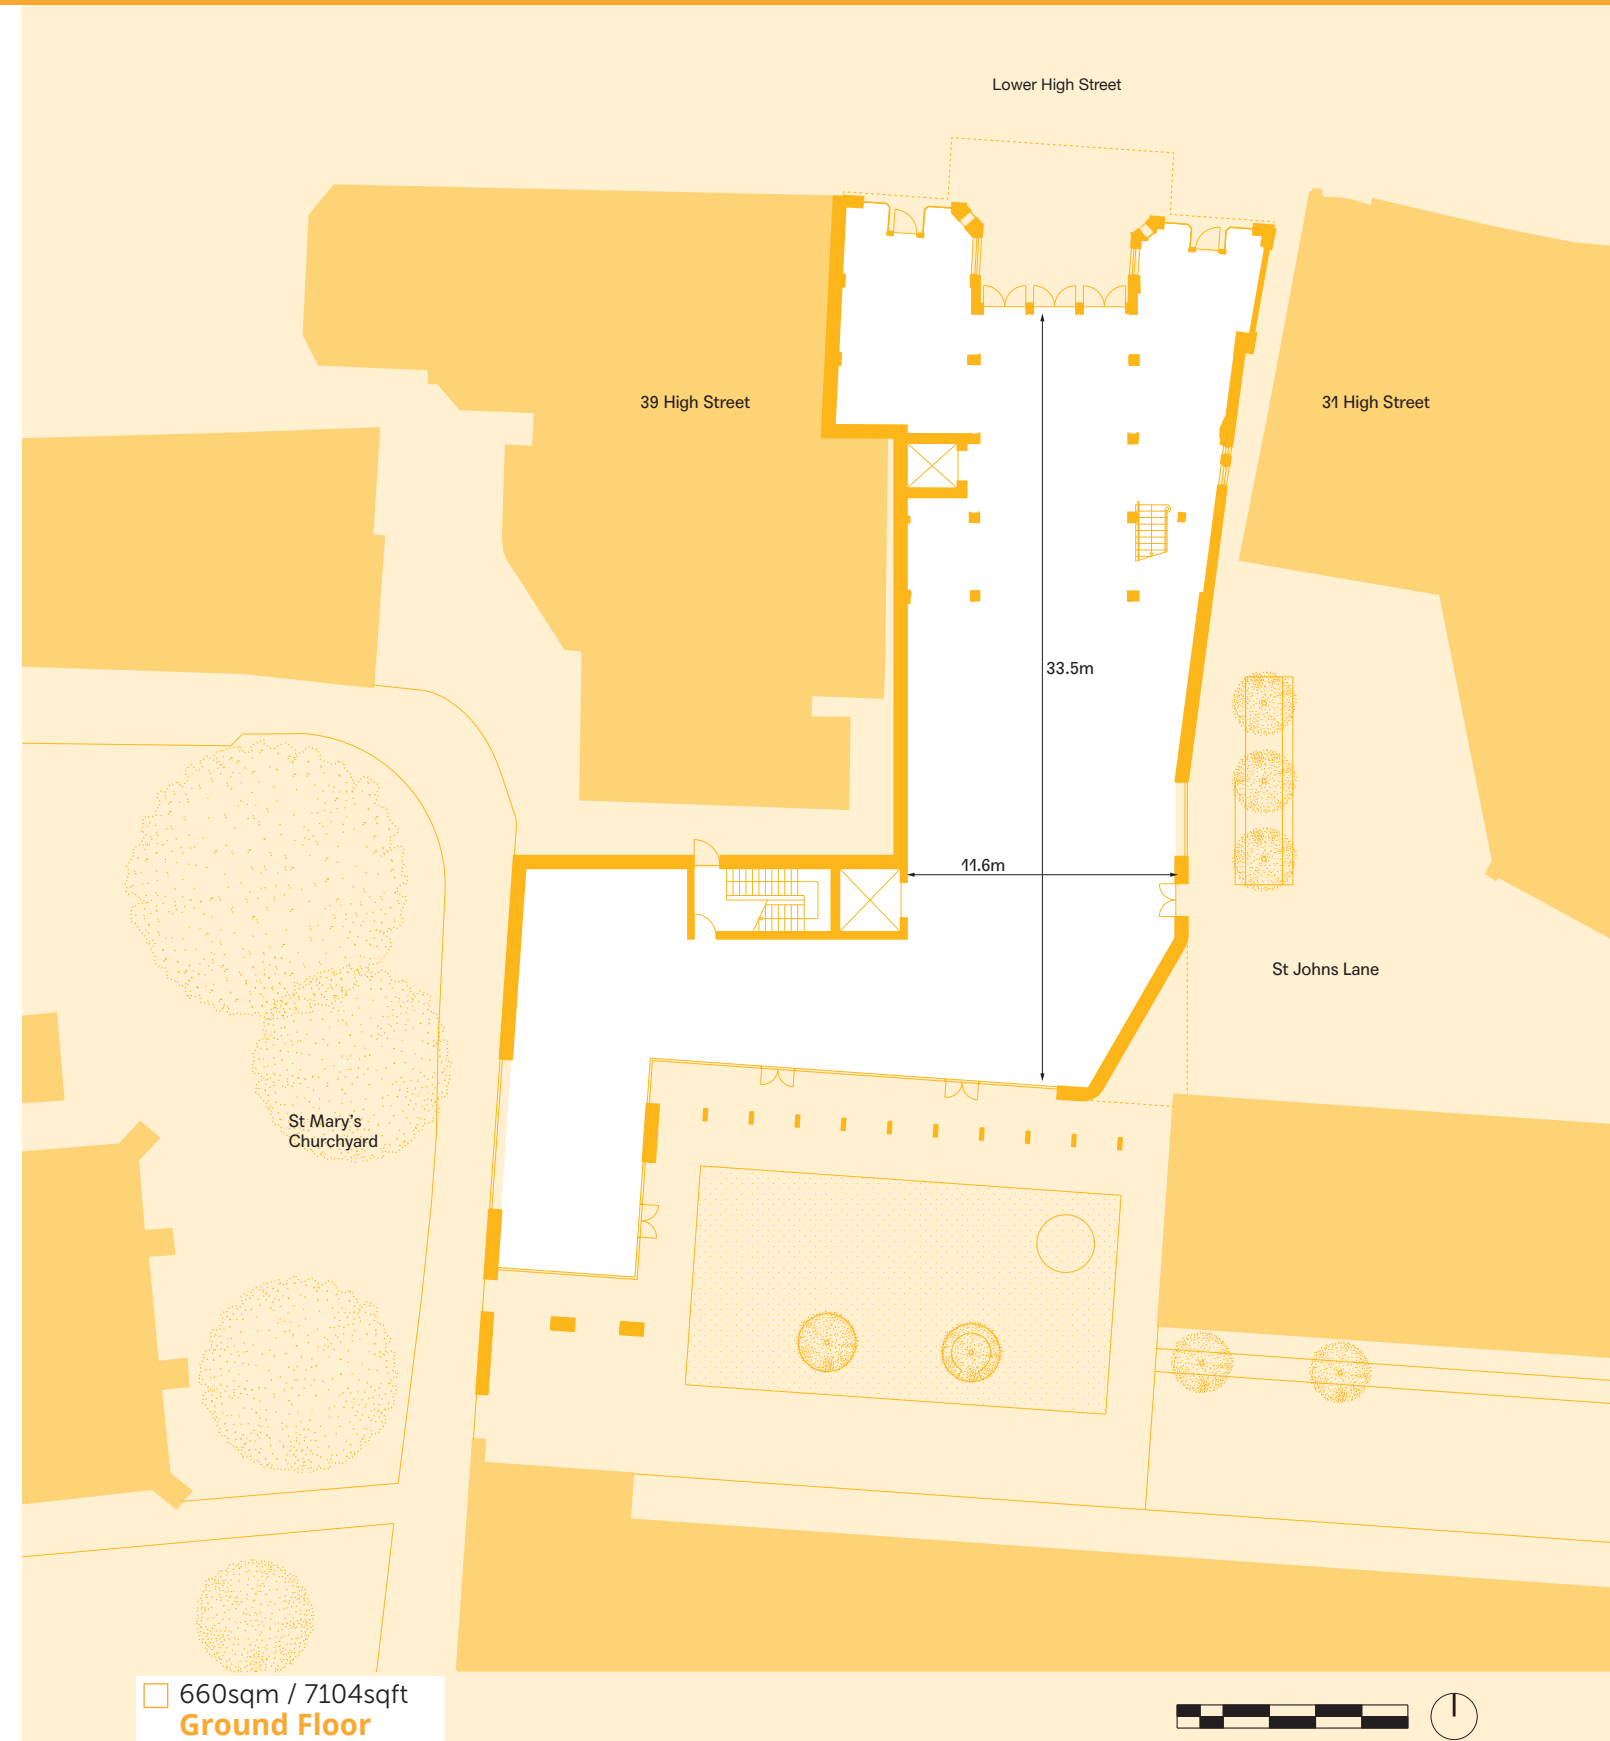 Lower High Street
39 High Street
31 High Street
33.5m
11.6m
St Johns Lane
St Mary's
Churchyard
660sqm / 7104sqft
Ground Floor